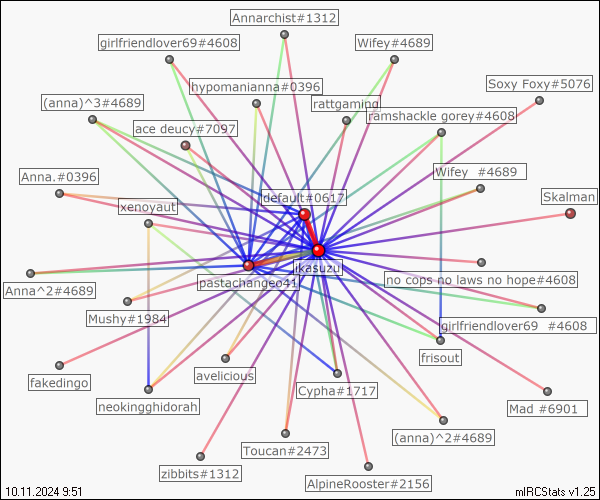 Annarchist#1312
girlfriendlover69#4608
Wifey#4689
hypomanianna#0396
Soxy Foxy#5076
(anna)^3#4689
rattgaming
ramshackle gorey#4608
ace deucy#7097
Anna.#0396
Wifey  #4689
default#0617
Skalman
xenoyaut
ikasuzu
pastachangeo41
no cops no laws no hope#4608
Anna^2#4689
Mushy#1984
girlfriendlover69  #4608
frisout
fakedingo
avelicious
Cypha#1717
neokingghidorah
Mad #6901
(anna)^2#4689
Toucan#2473
zibbits#1312
AlpineRooster#2156
10.11.2024 9:51
mIRCStats v1.25